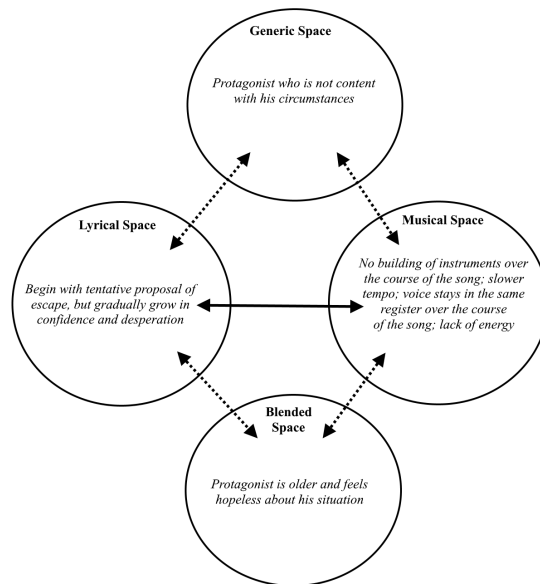 Generic Space
Protagonist who is not content
with his circumstances
Lyrical Space
Begin with tentative proposal of
escape, but gradually grow in
confidence and desperation
Musical Space
No building of instruments over
the course of the song; slower
tempo; voice stays in the same
register over the course
of the song; lack of energy
Blended
Space
Protagonist is older and feels
hopeless about his situation